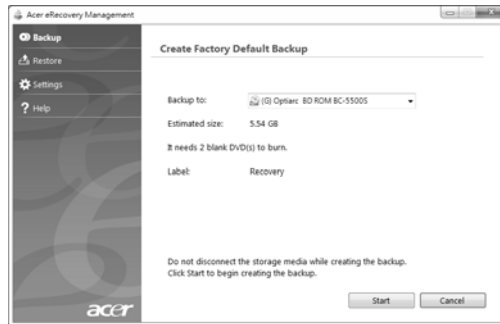 Acer eRecovery Management
Backup
Restore
Settings
Help
Create Factory Default Backup
Backup to: (G) Optiarc BD ROM BC-5500S
Estimated size: 5.54 GB
It needs 2 blank DVD(s) to burn.
Label: Recovery
Do not disconnect the storage media while creating the backup.
Click Start to begin creating the backup.
Start Cancel
acer